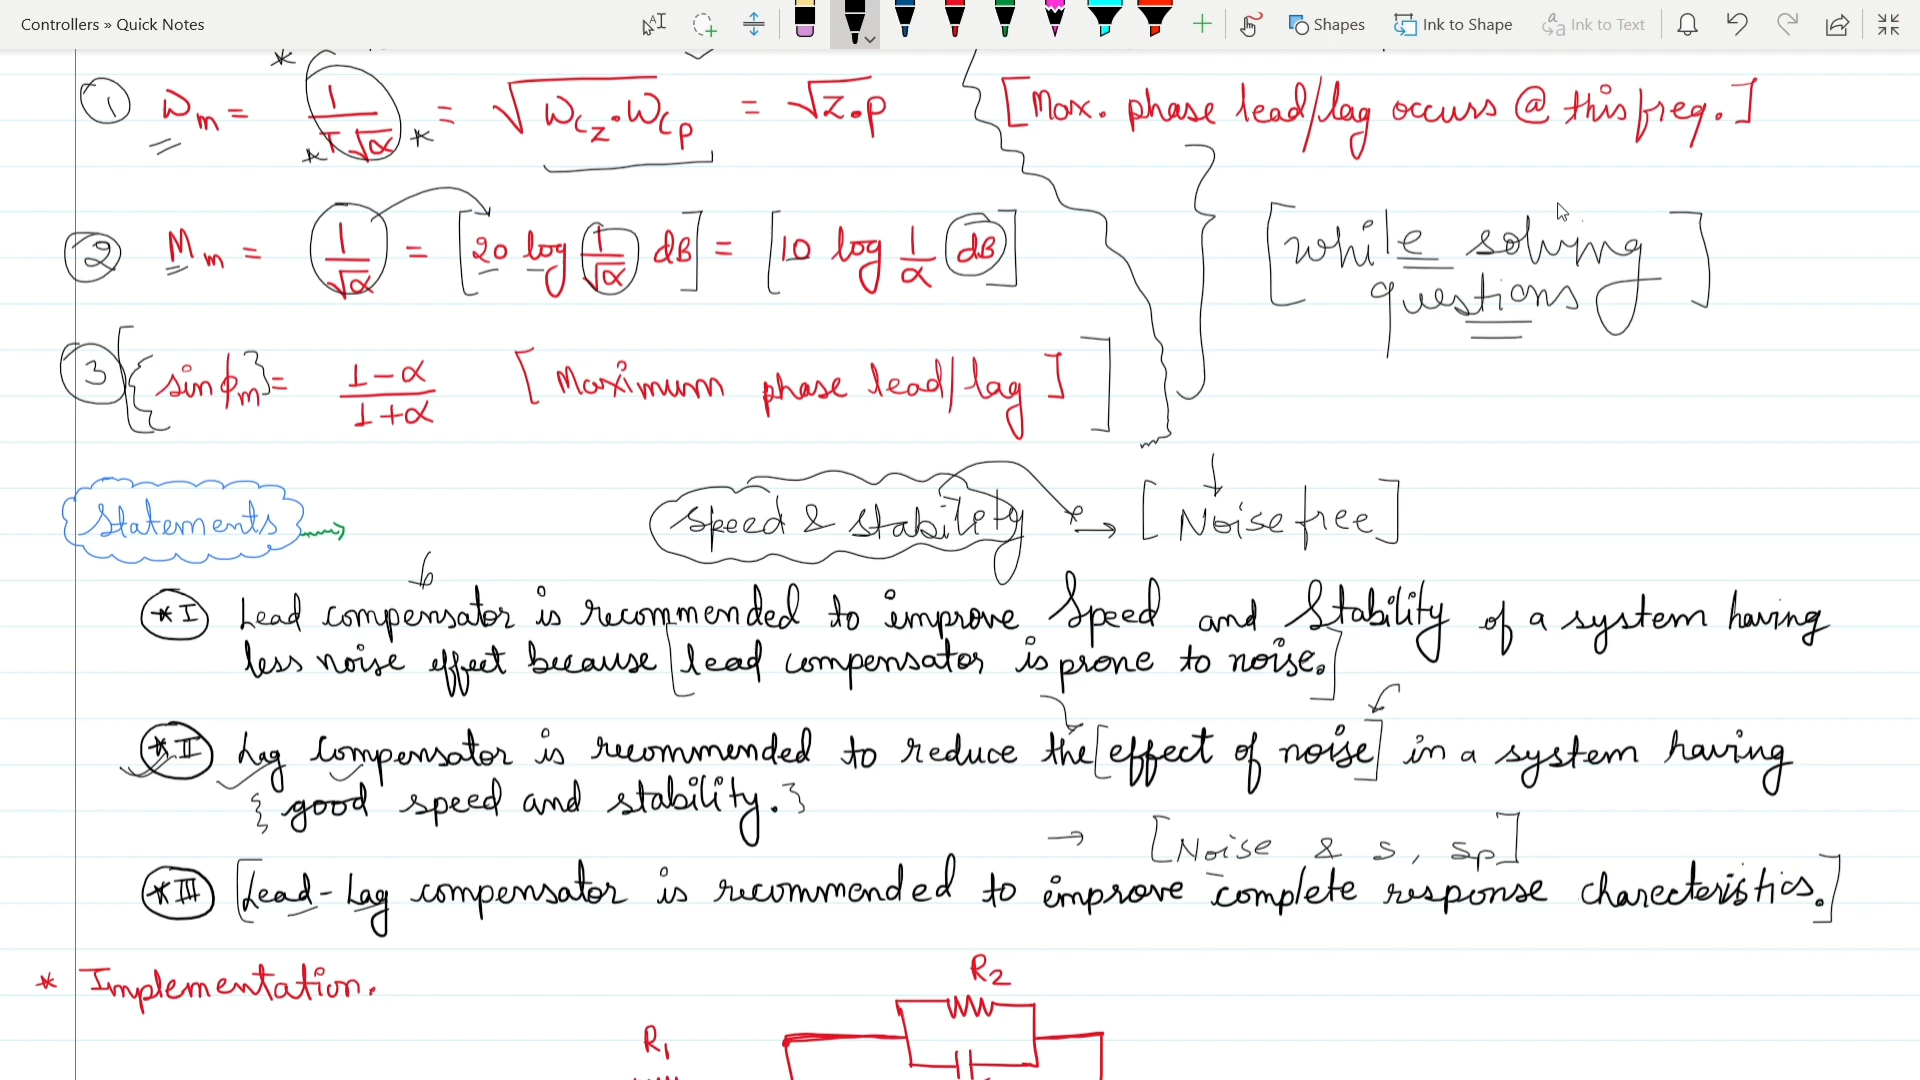 Controllers » Quick Notes
Shapes Ink to Shape Ink to Text
① ωm = 1/T√α = √ωcz·ωcp = √z·p [Max. phase lead/lag occurs @ this freq.]
② Mm = 1/√α = [20 log 1/√α dB] = [10 log 1/α dB] [while solving
questions]
③ {sin ϕm} = 1-α/1+α [Maximum phase lead/lag]
Statements → Speed & stability → [Noise free]
* I Lead compensator is recommended to improve Speed and Stability of a system having
less noise effect because [lead compensator is prone to noise.]
* II Lag compensator is recommended to reduce the [effect of noise] in a system having
{good speed and stability.}
→ [Noise & s, sp]
* III [Lead-Lag compensator is recommended to improve complete response charecteristics.]
* Implementation.
R2
R1